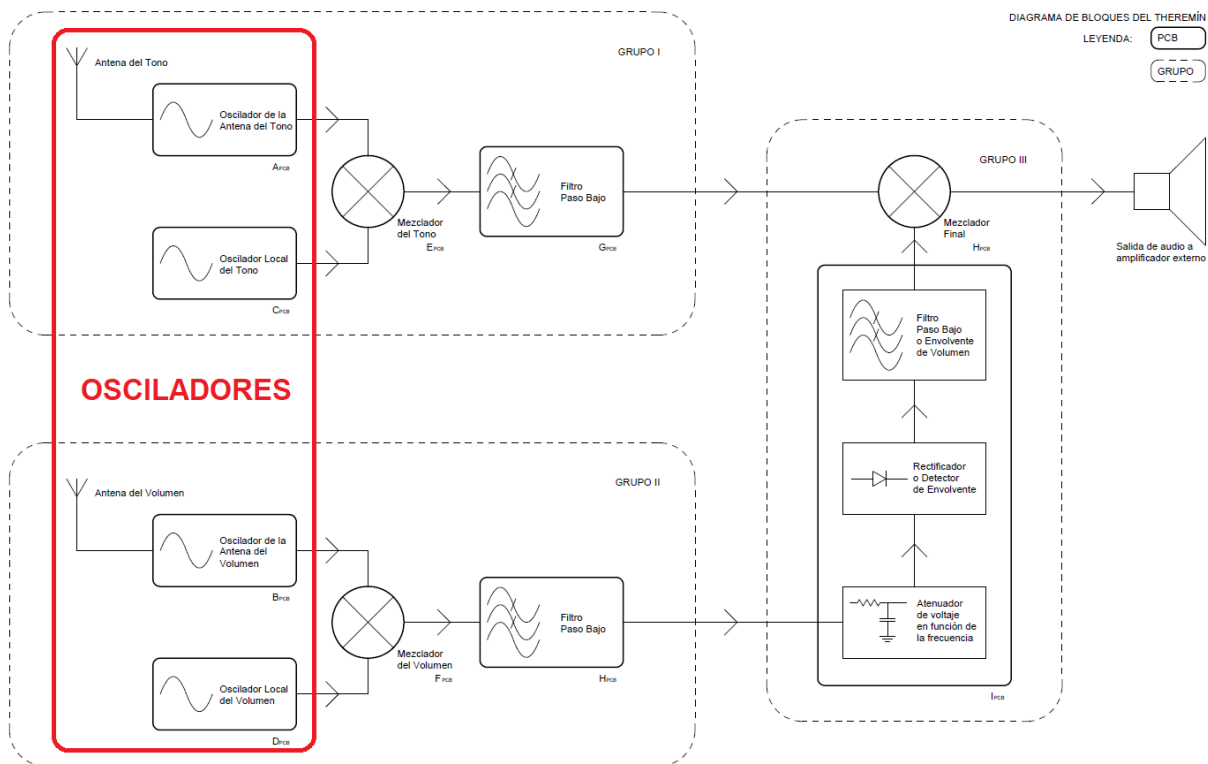 DIAGRAMA DE BLOQUES DEL THEREMÍN
LEYENDA:
PCB
GRUPO
GRUPO I
Antena del Tono
Oscilador de la
Antena del Tono
APCB
Oscilador Local
del Tono
CPCB
Mezclador
del Tono
EPCB
Filtro
Paso Bajo
GPCB
OSCILADORES
GRUPO II
Antena del Volumen
Oscilador de la
Antena del
Volumen
BPCB
Oscilador Local
del Volumen
DPCB
Mezclador
del Volumen
FPCB
Filtro
Paso Bajo
HPCB
GRUPO III
Mezclador
Final
HPCB
Filtro
Paso Bajo
o Envolvente
de Volumen
Rectificador
o Detector
de Envolvente
Atenuador
de voltaje
en función de
la frecuencia
IPCB
Salida de audio a
amplificador externo